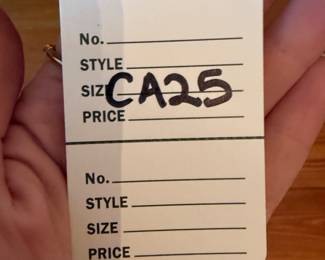 No.
STYLE
SIZE CA25
PRICE
No.
STYLE
SIZE
PRICE